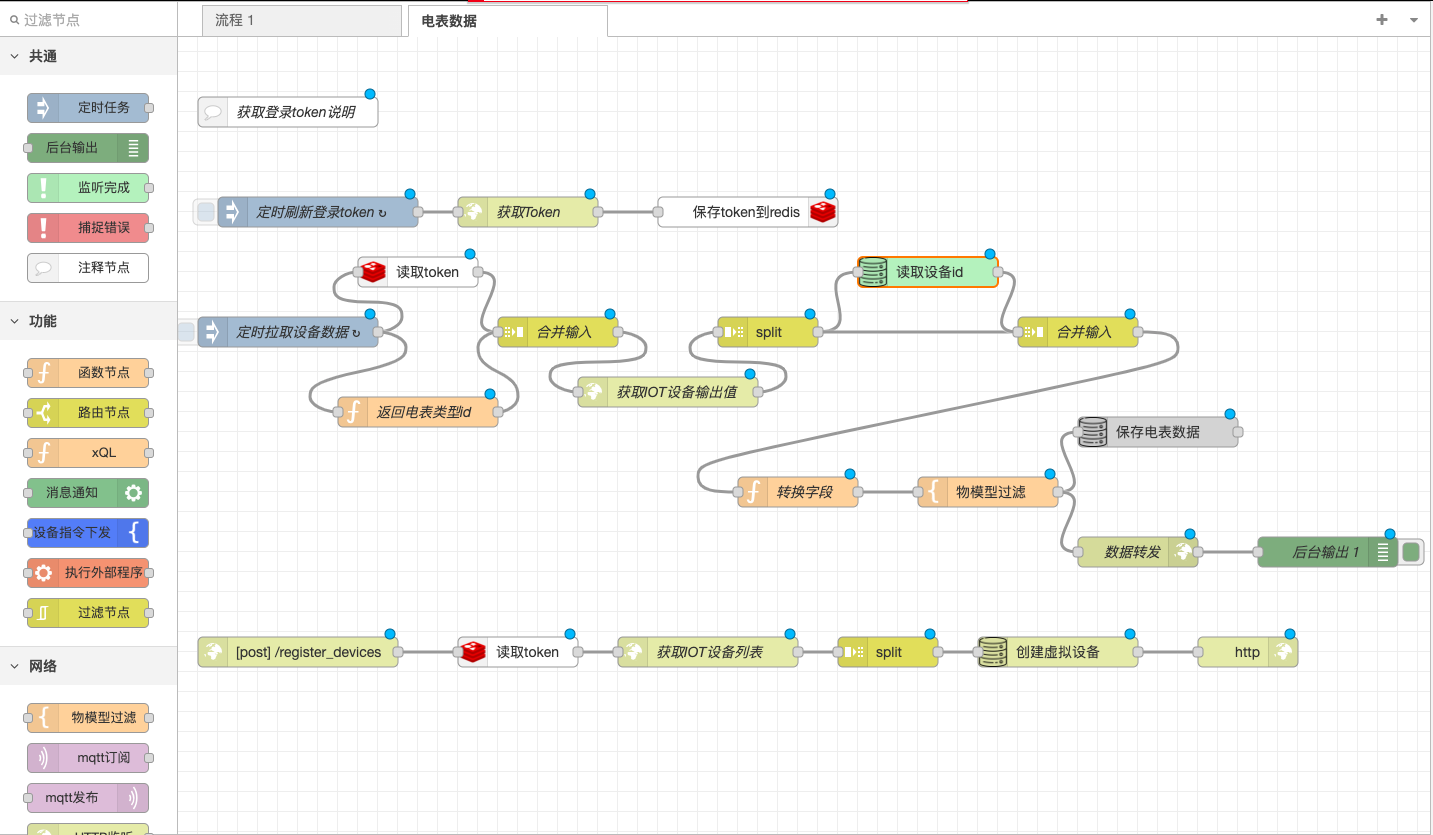 过滤节点
流程 1
电表数据
共通
定时任务
后台输出
监听完成
捕捉错误
注释节点
功能
函数节点
路由节点
xQL
消息通知
设备指令下发
执行外部程序
过滤节点
网络
物模型过滤
mqtt订阅
mqtt发布
HTTP监听
获取登录token说明
定时刷新登录token ↻
获取Token
保存token到redis
读取token
读取设备id
定时拉取设备数据 ↻
合并输入
split
合并输入
获取IOT设备输出值
返回电表类型id
保存电表数据
转换字段
物模型过滤
数据转发
后台输出 1
[post] /register_devices
读取token
获取IOT设备列表
split
创建虚拟设备
http